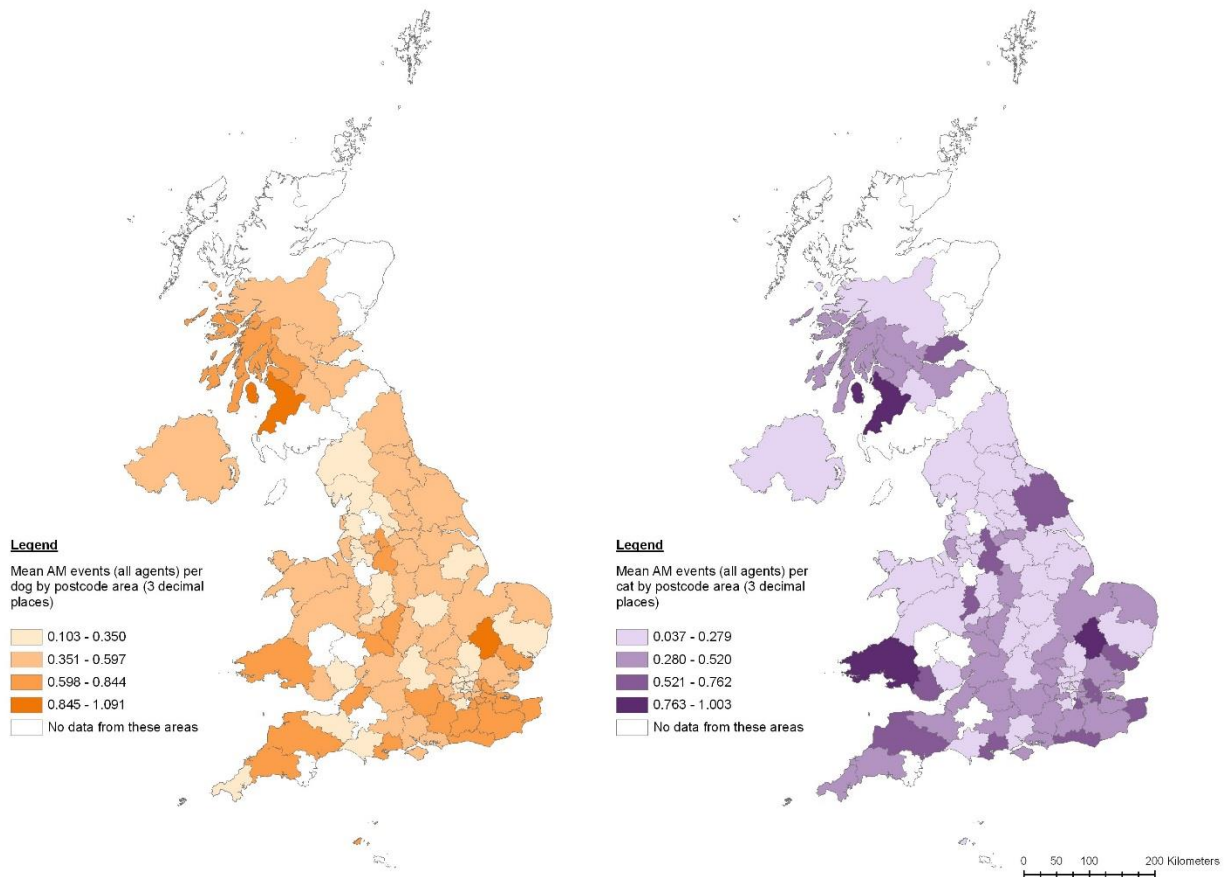 Legend
Mean AM events (all agents) per
dog by postcode area (3 decimal
places)
0.103 - 0.350
0.351 - 0.597
0.598 - 0.844
0.845 - 1.091
No data from these areas
Legend
Mean AM events (all agents) per
cat by postcode area (3 decimal
places)
0.037 - 0.279
0.280 - 0.520
0.521 - 0.762
0.763 - 1.003
No data from these areas
0 50 100 200 Kilometers